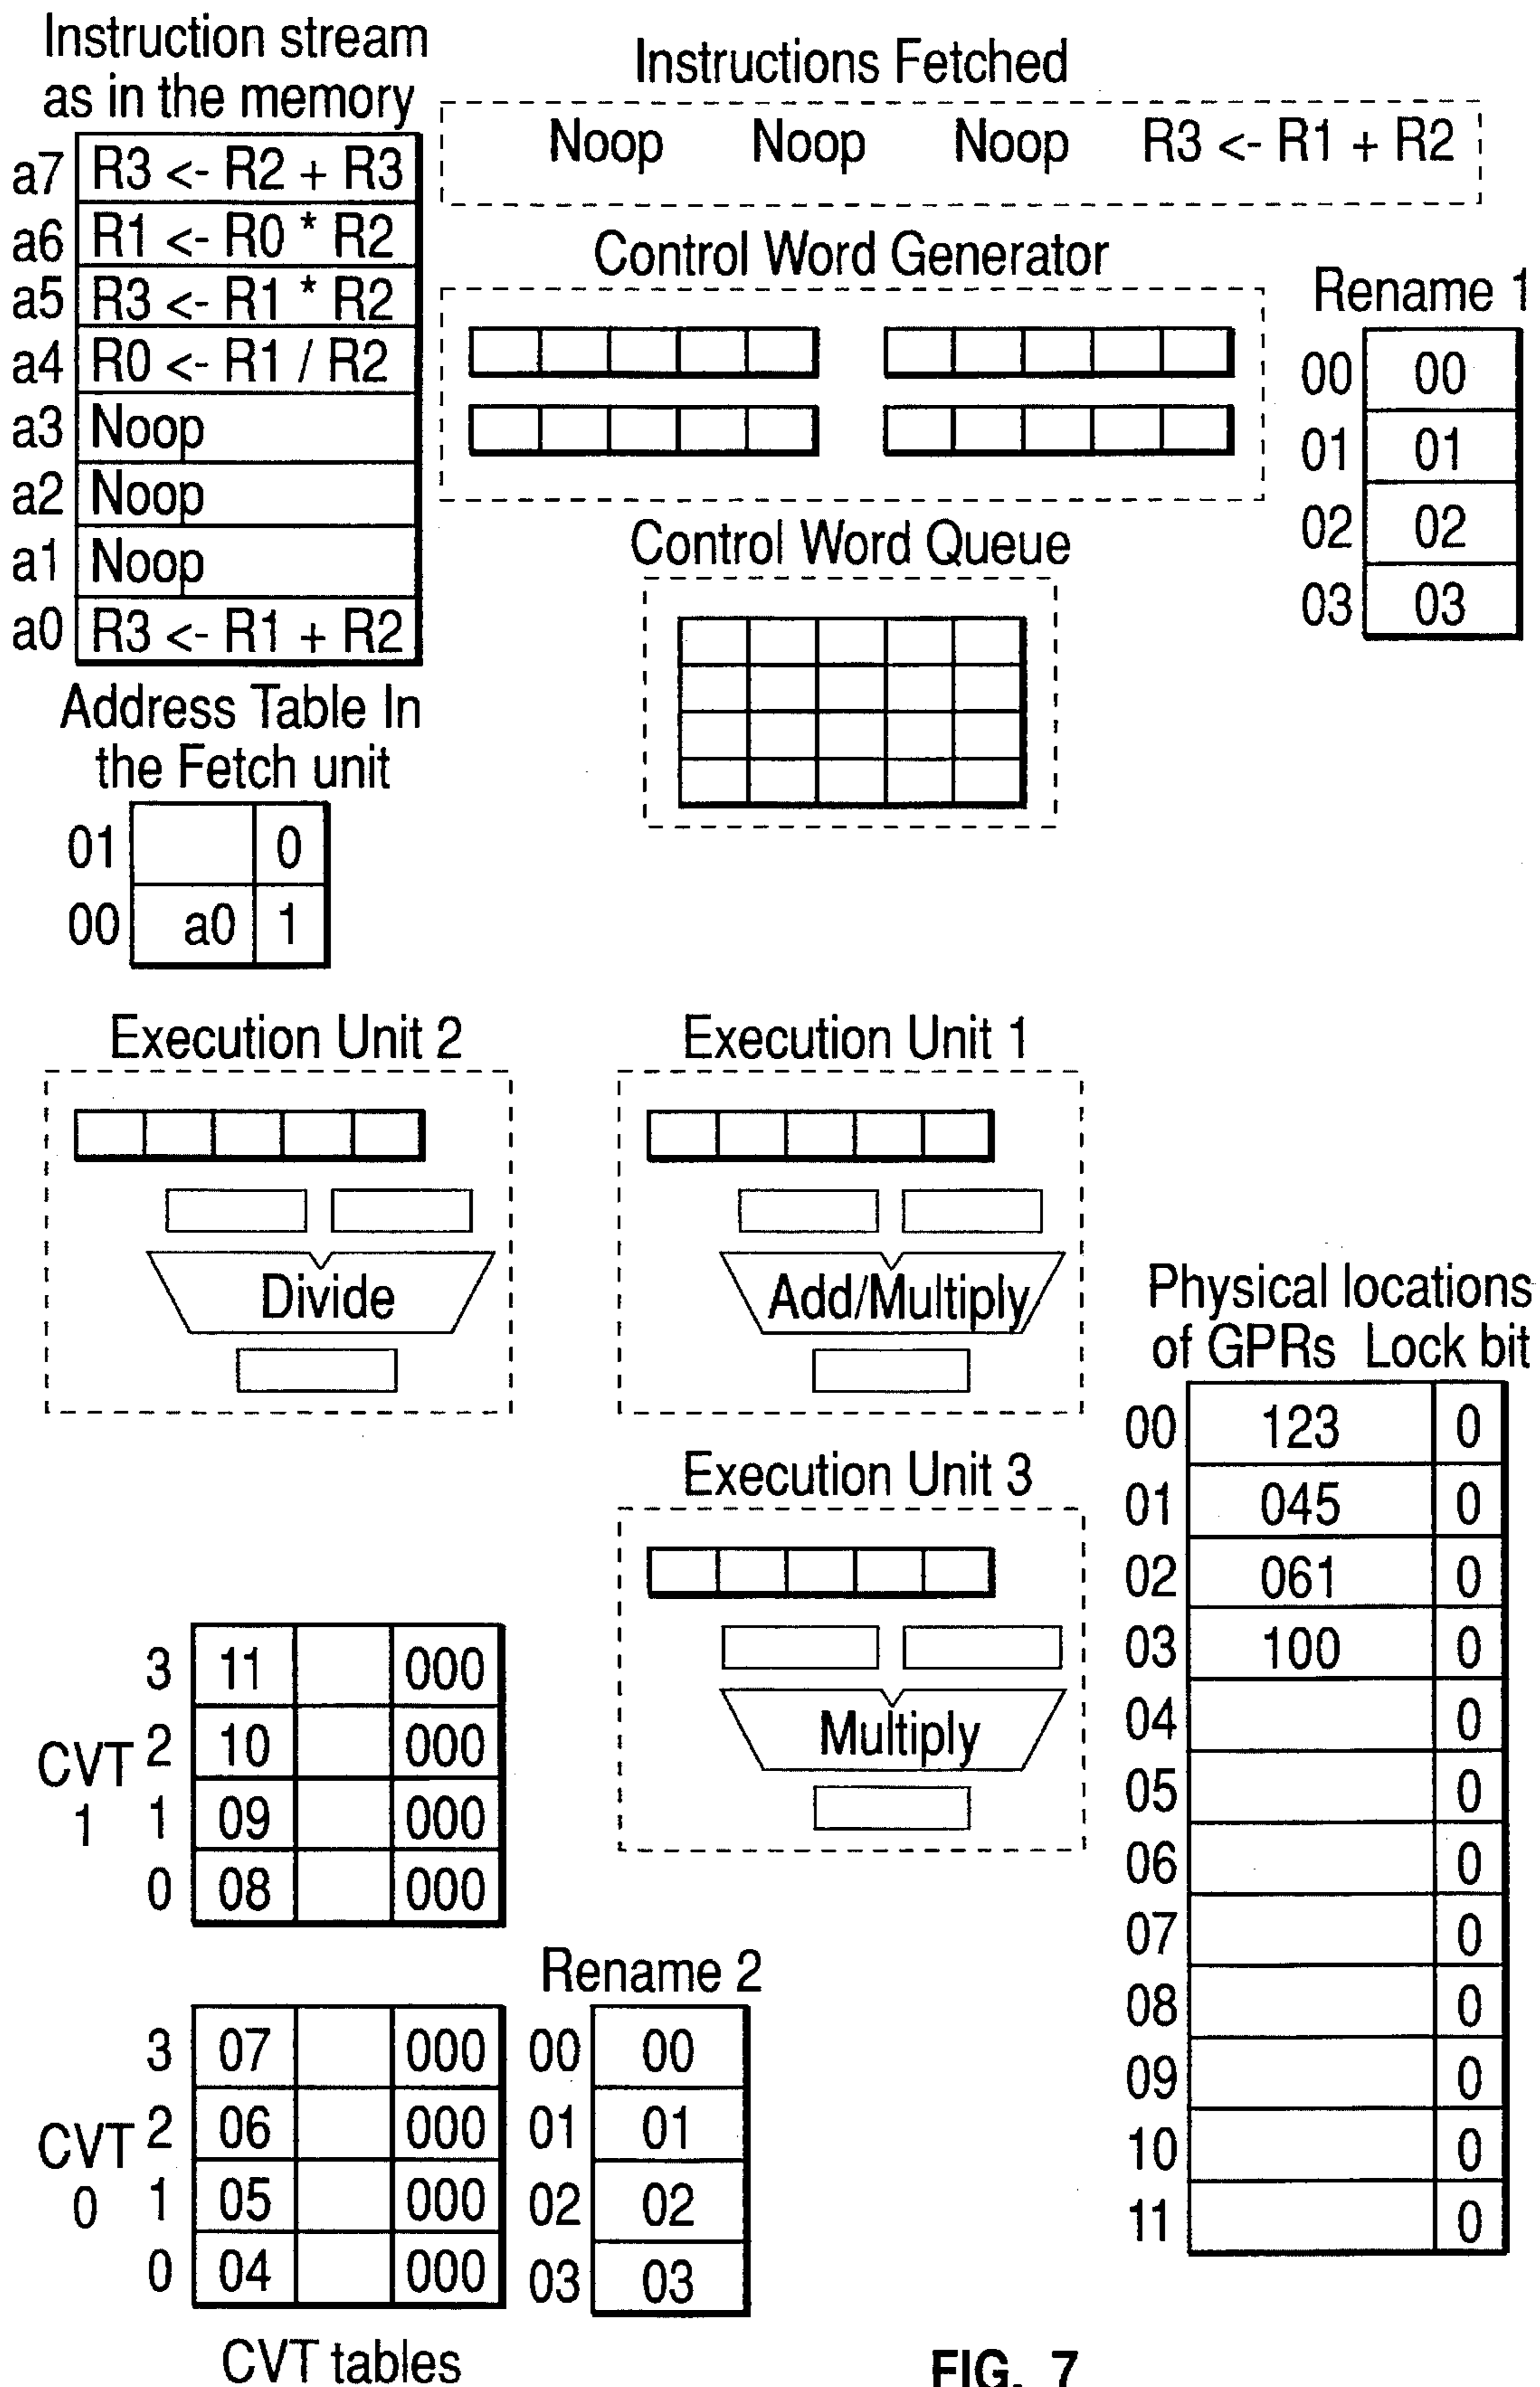 Instruction stream
as in the memory
a7 R3 <- R2 + R3
a6 R1 <- R0 * R2
a5 R3 <- R1 * R2
a4 R0 <- R1 / R2
a3 Noop
a2 Noop
a1 Noop
a0 R3 <- R1 + R2
Instructions Fetched
Noop Noop Noop R3 <- R1 + R2
Control Word Generator
Rename 1
00 00
01 01
02 02
03 03
Control Word Queue
Address Table In
the Fetch unit
01 0
00 a0 1
Execution Unit 2
Divide
Execution Unit 1
Add/Multiply
Execution Unit 3
Multiply
Physical locations
of GPRs Lock bit
00 123 0
01 045 0
02 061 0
03 100 0
04 0
05 0
06 0
07 0
08 0
09 0
10 0
11 0
CVT
1
3 11 000
2 10 000
1 09 000
0 08 000
CVT
0
3 07 000
2 06 000
1 05 000
0 04 000
Rename 2
00 00
01 01
02 02
03 03
CVT tables
FIG. 7